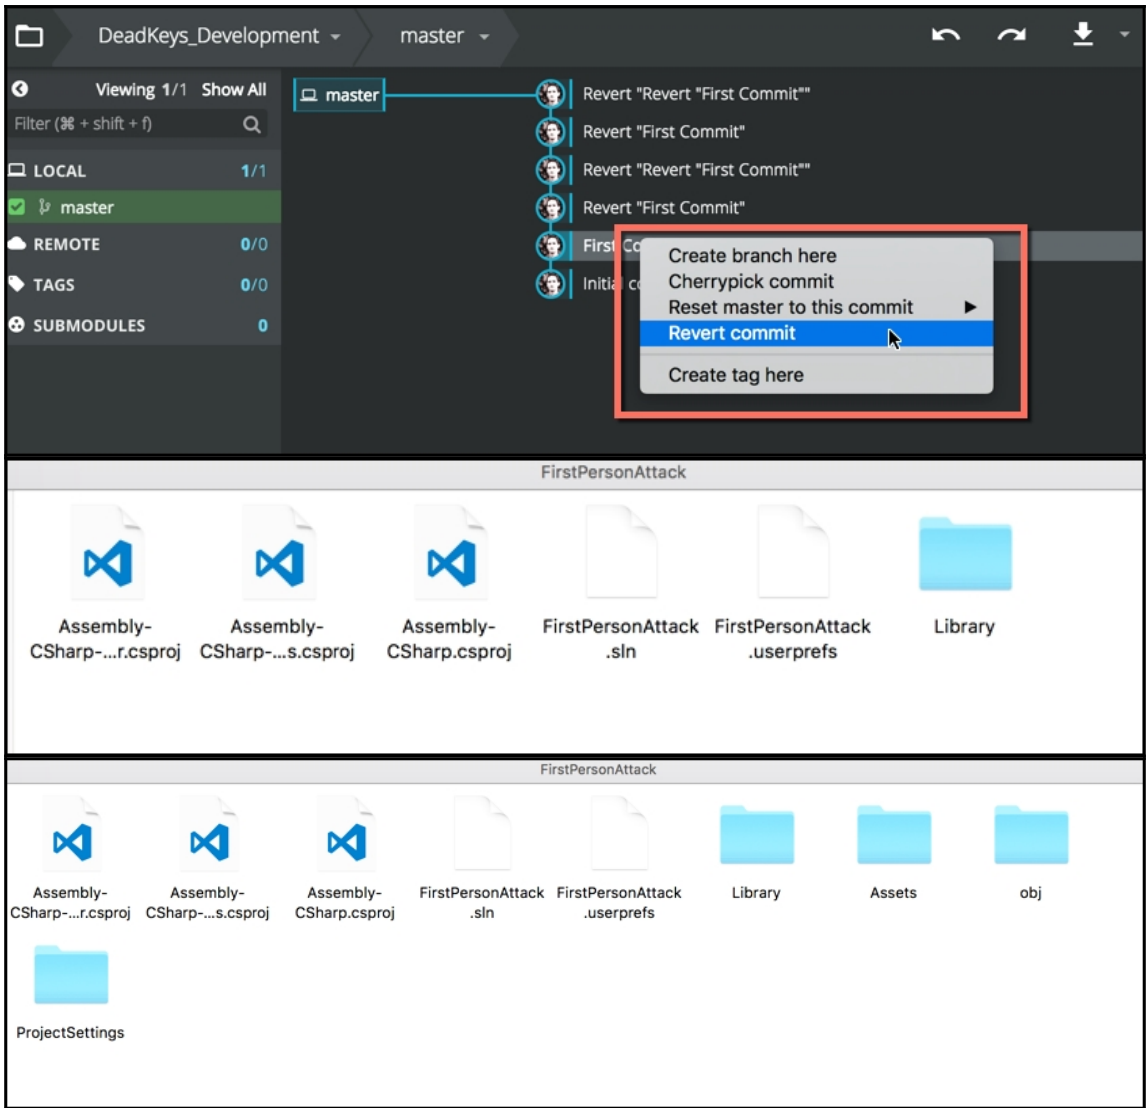 DeadKeys_Development master
Viewing 1/1 Show All
Filter (⌘ + shift + f)
LOCAL 1/1
master
REMOTE 0/0
TAGS 0/0
SUBMODULES 0
master
Revert "Revert "First Commit""
Revert "First Commit"
Revert "Revert "First Commit""
Revert "First Commit"
First Co
Initial co
Create branch here
Cherrypick commit
Reset master to this commit
Revert commit
Create tag here
FirstPersonAttack
Assembly-
CSharp-...r.csproj
Assembly-
CSharp-...s.csproj
Assembly-
CSharp.csproj
FirstPersonAttack
.sln
FirstPersonAttack
.userprefs
Library
FirstPersonAttack
Assembly-
CSharp-...r.csproj
Assembly-
CSharp-...s.csproj
Assembly-
CSharp.csproj
FirstPersonAttack
.sln
FirstPersonAttack
.userprefs
Library
Assets
obj
ProjectSettings